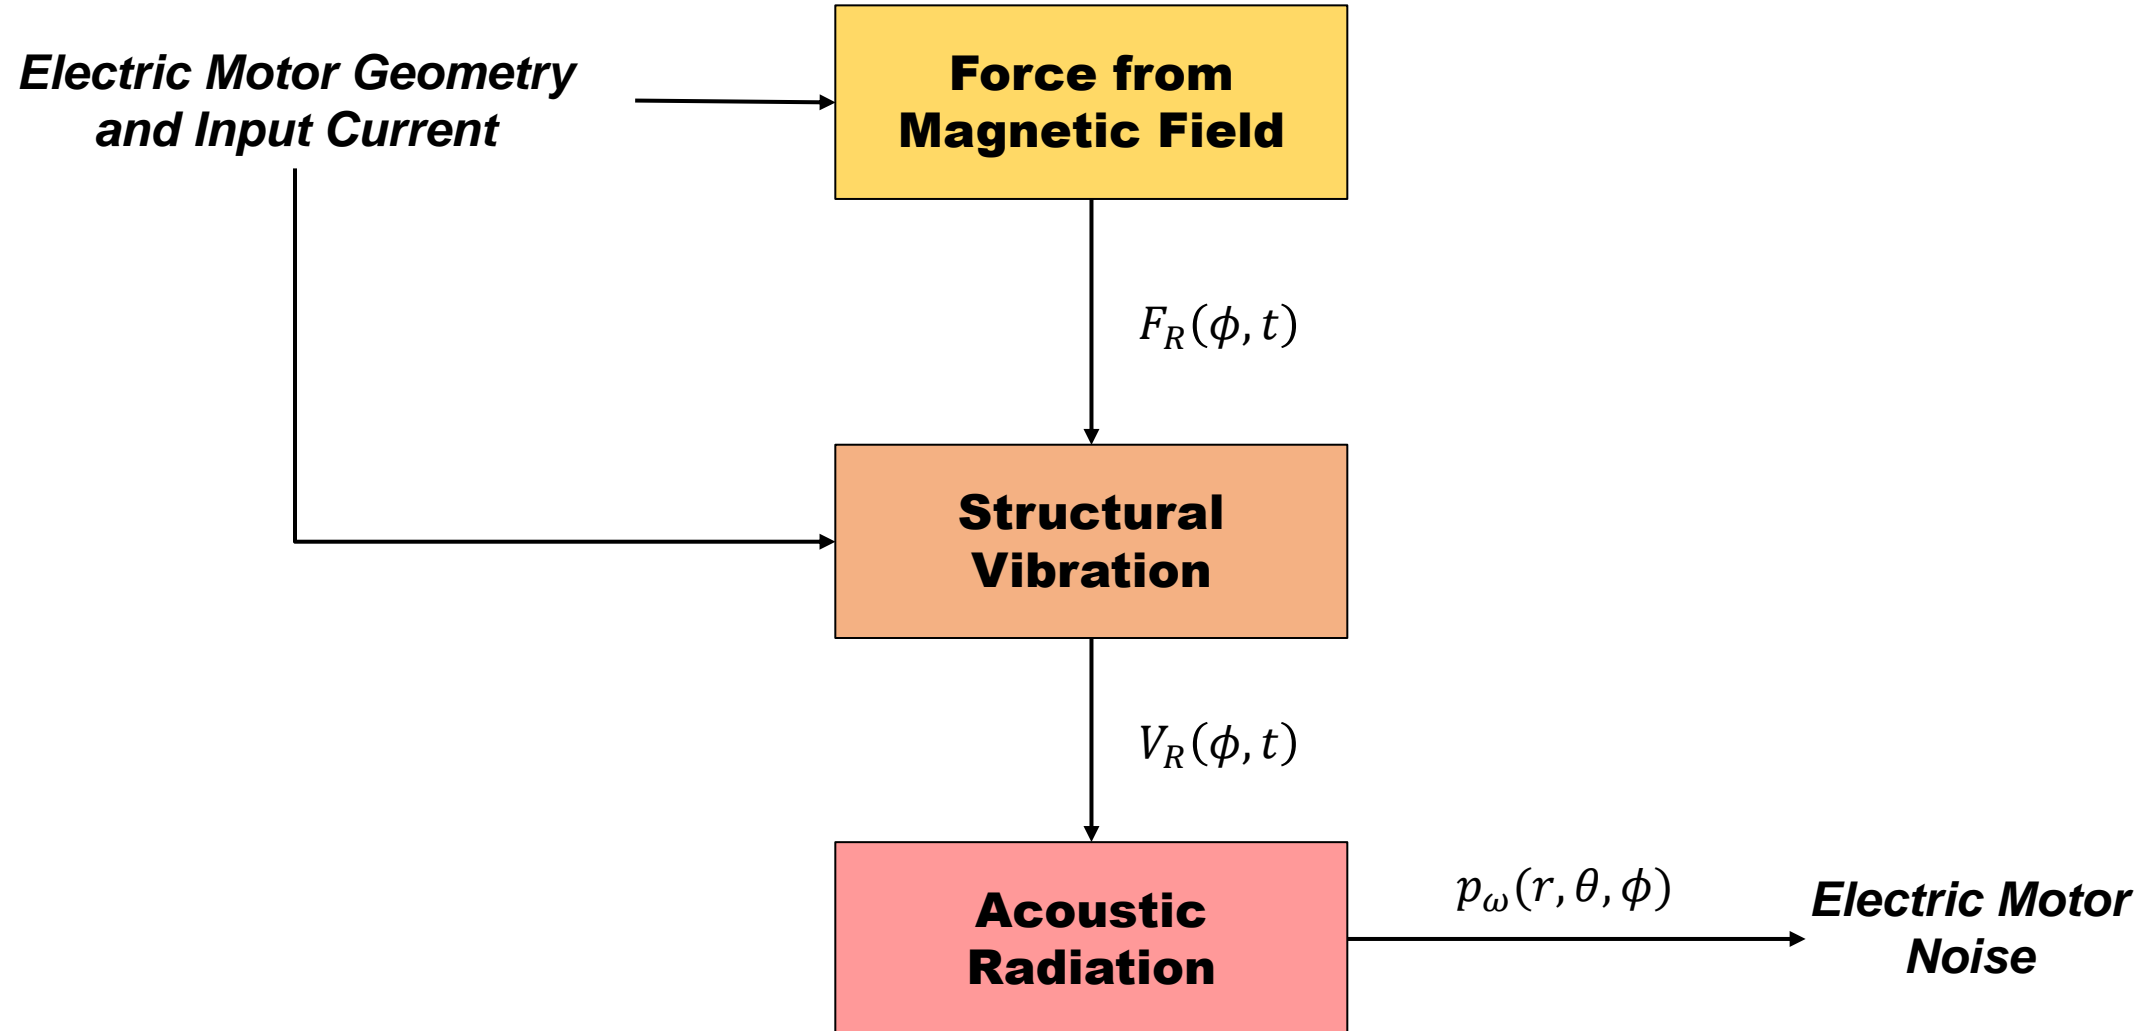 Electric Motor Geometry
and Input Current
Force from
Magnetic Field
F_R(ϕ, t)
Structural
Vibration
V_R(ϕ, t)
Acoustic
Radiation
p_ω(r, θ, ϕ)
Electric Motor
Noise